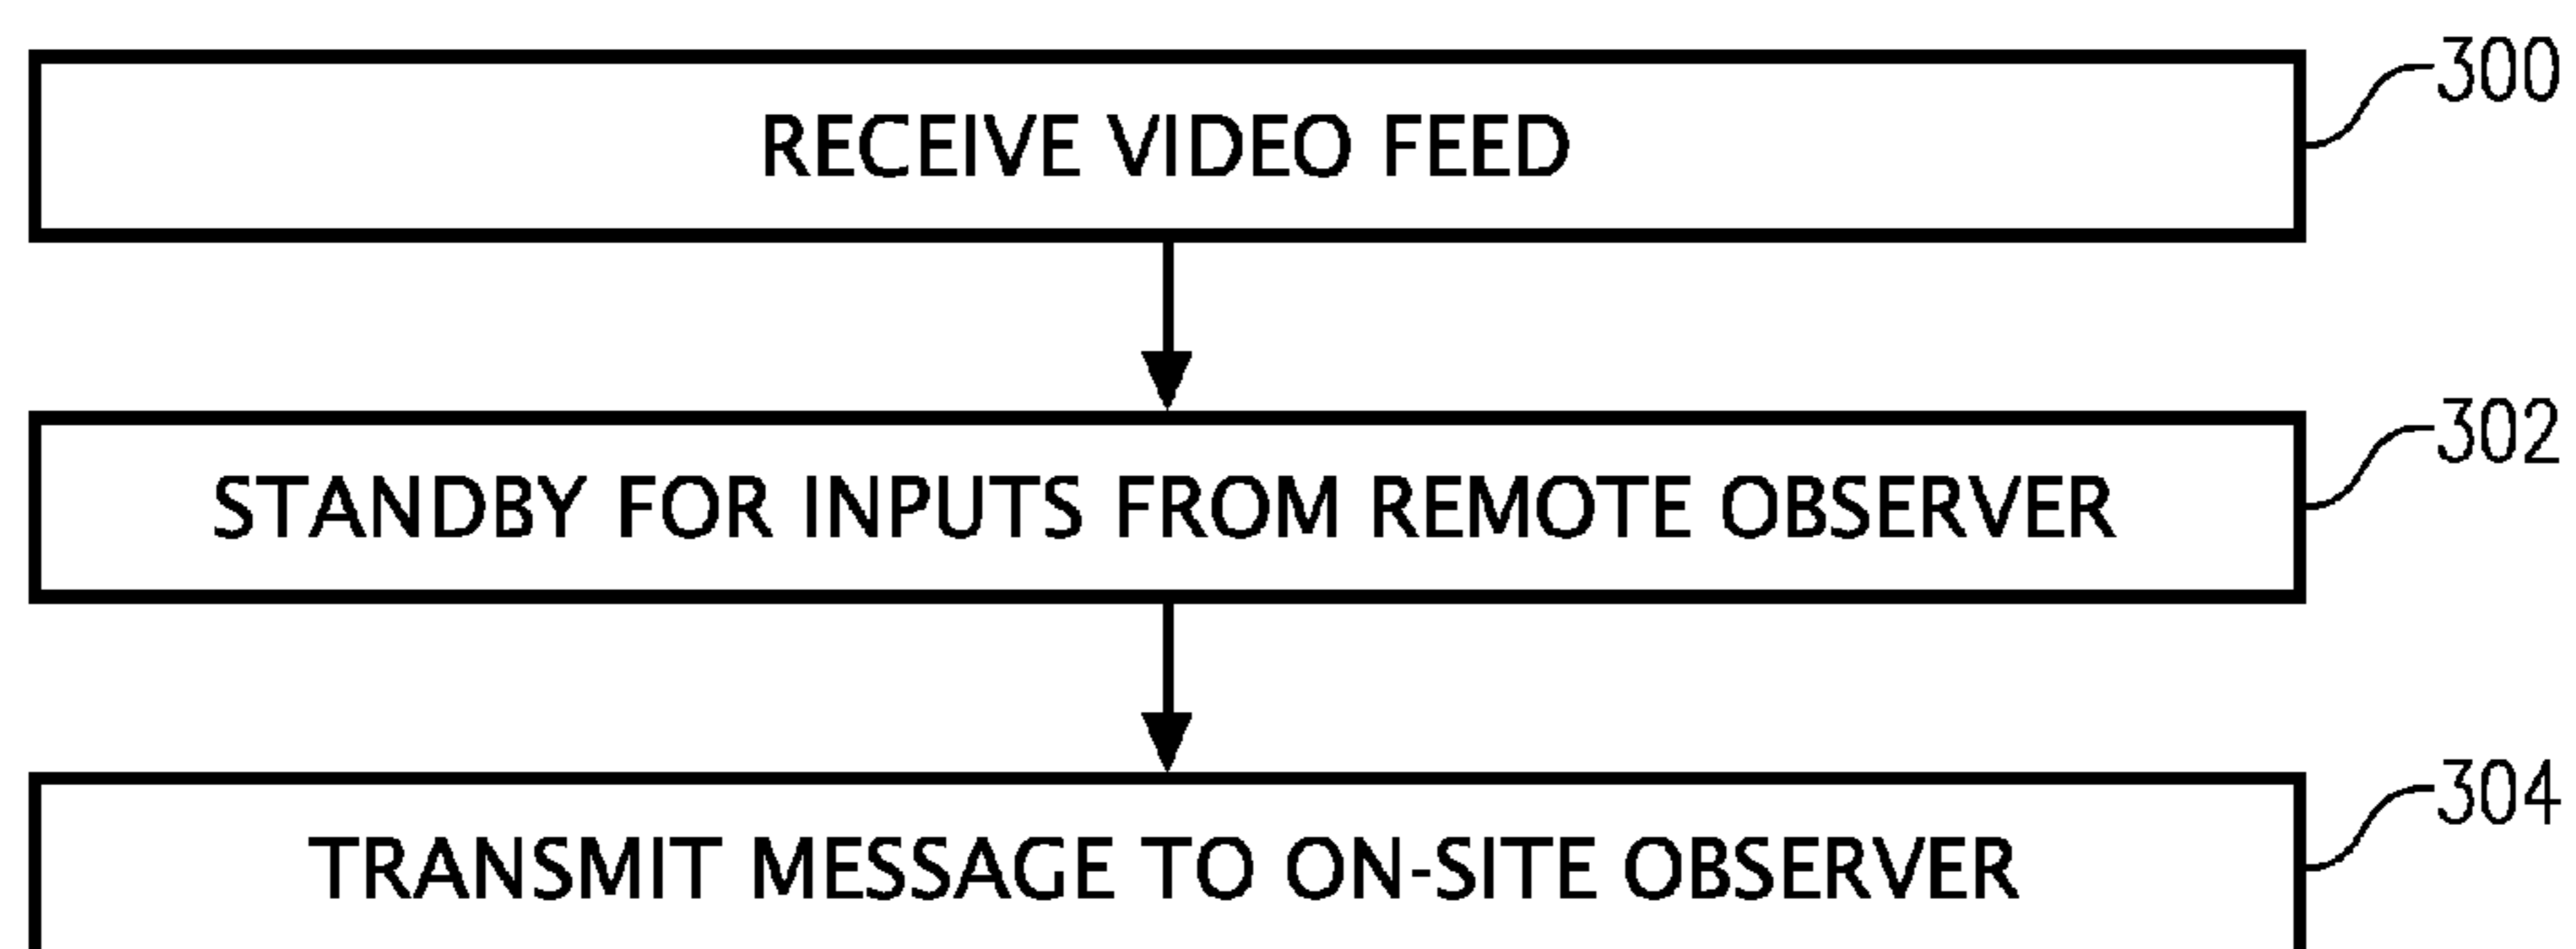 RECEIVE VIDEO FEED
300
STANDBY FOR INPUTS FROM REMOTE OBSERVER
302
TRANSMIT MESSAGE TO ON-SITE OBSERVER
304